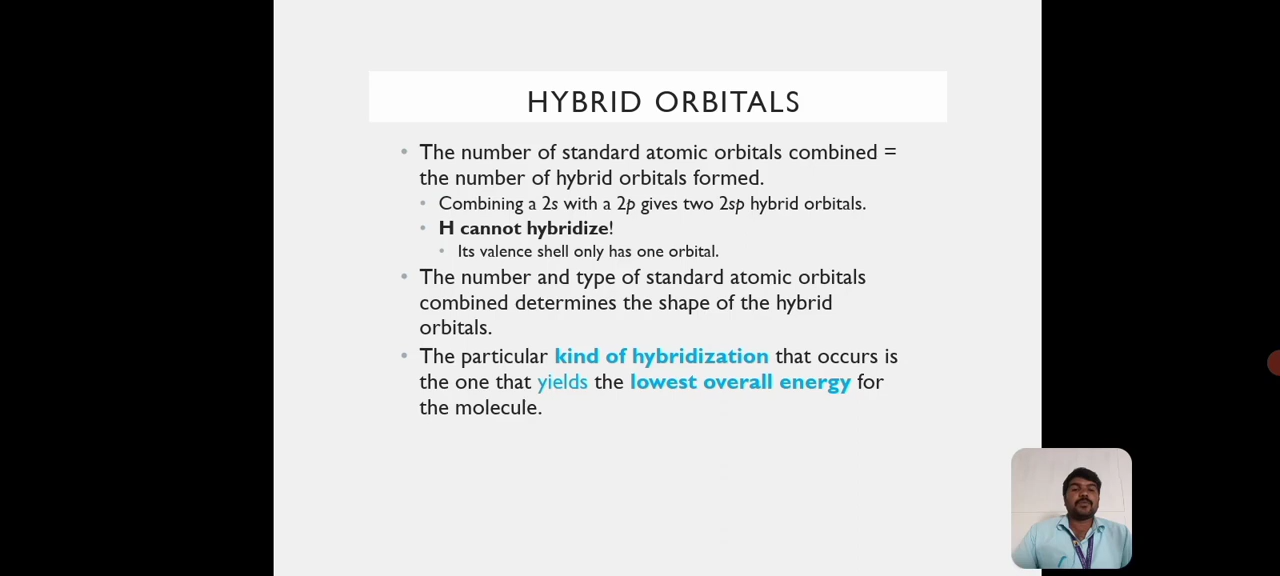 HYBRID ORBITALS
• The number of standard atomic orbitals combined =
the number of hybrid orbitals formed.
• Combining a 2s with a 2p gives two 2sp hybrid orbitals.
• H cannot hybridize!
• Its valence shell only has one orbital.
• The number and type of standard atomic orbitals
combined determines the shape of the hybrid
orbitals.
• The particular kind of hybridization that occurs is
the one that yields the lowest overall energy for
the molecule.